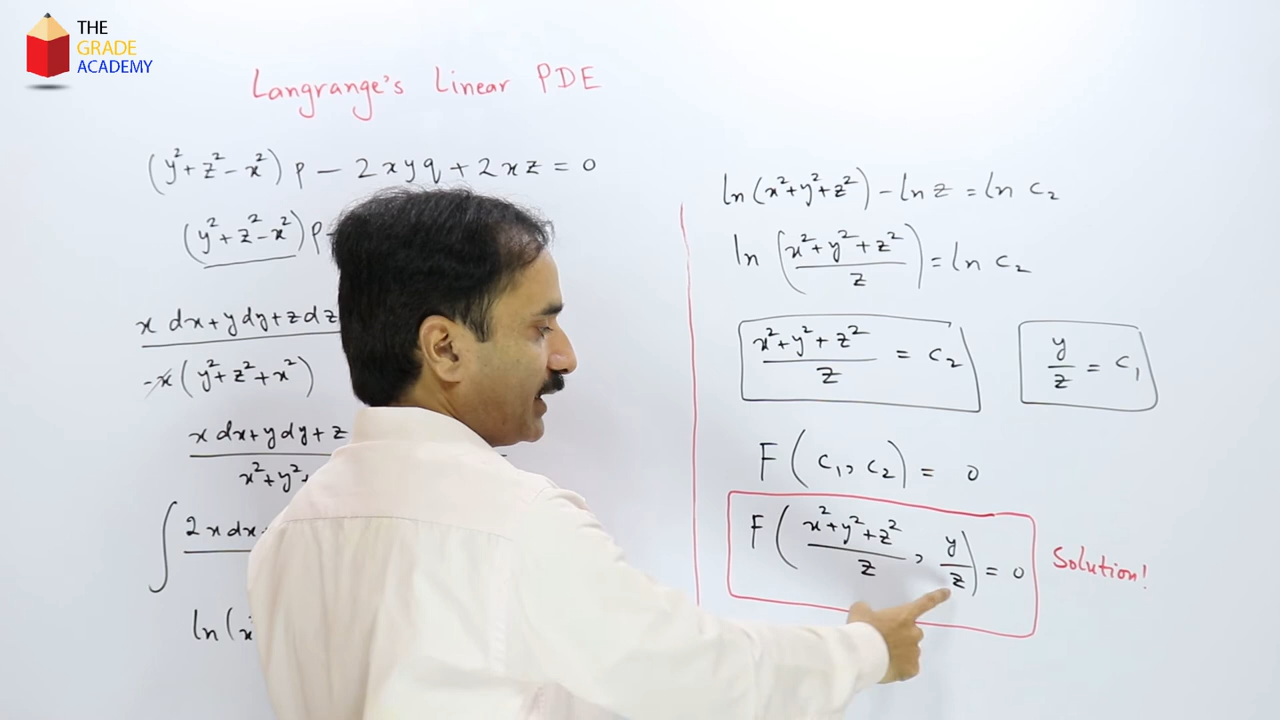 THE
GRADE
ACADEMY
Langrange's Linear PDE
(y²+z²-x²) p - 2xyq + 2xz = 0
(y²+z²-x²) p
x dx+y dy+z dz
-x (y²+z²+x²)
x dx+y dy+z
x²+y²+
∫ 2x dx
ln (x
ln (x²+y²+z²) - ln z = ln c₂
ln (x²+y²+z² / z) = ln c₂
x²+y²+z² / z = c₂
y / z = c₁
F (c₁, c₂) = 0
F (x²+y²+z² / z, y / z) = 0
Solution!